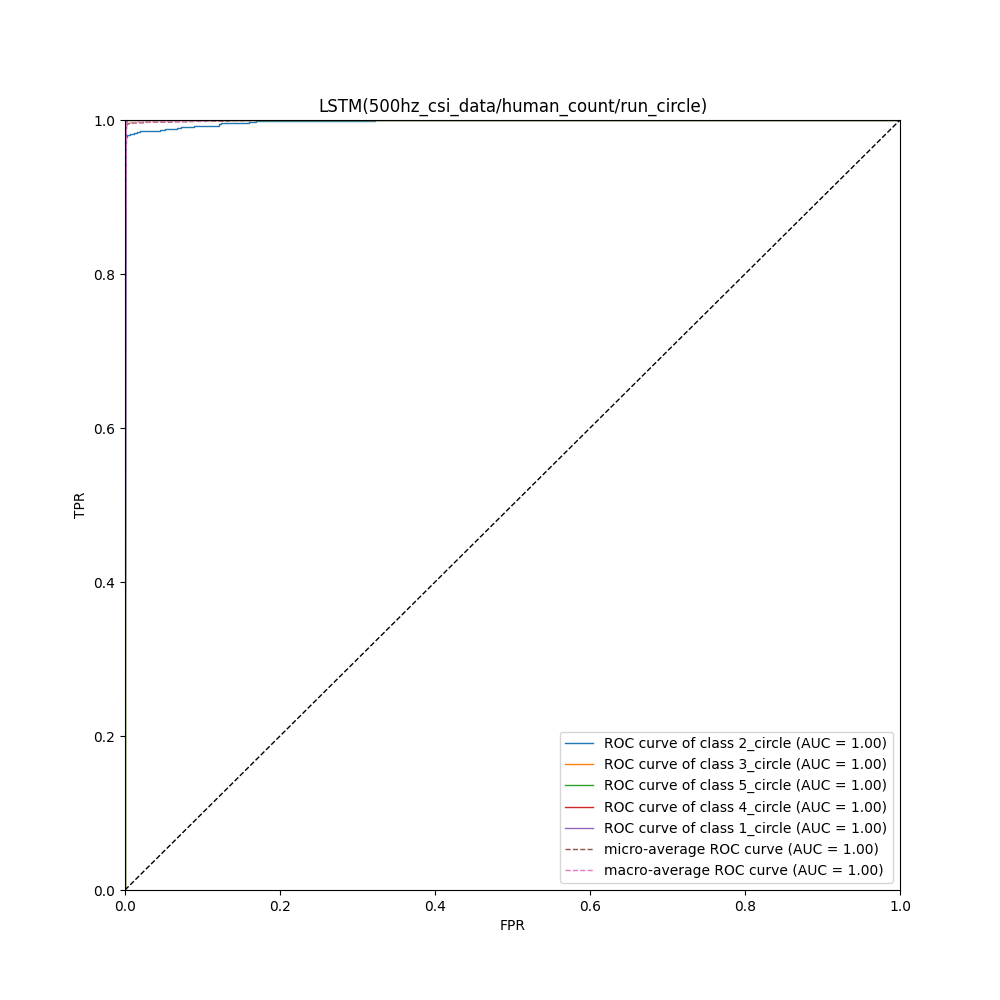 LSTM(500hz_csi_data/human_count/run_circle)
1.0
0.8
0.6
0.4
0.2
0.0
TPR
ROC curve of class 2_circle (AUC = 1.00)
ROC curve of class 3_circle (AUC = 1.00)
ROC curve of class 5_circle (AUC = 1.00)
ROC curve of class 4_circle (AUC = 1.00)
ROC curve of class 1_circle (AUC = 1.00)
micro-average ROC curve (AUC = 1.00)
macro-average ROC curve (AUC = 1.00)
0.0 0.2 0.4 0.6 0.8 1.0
FPR